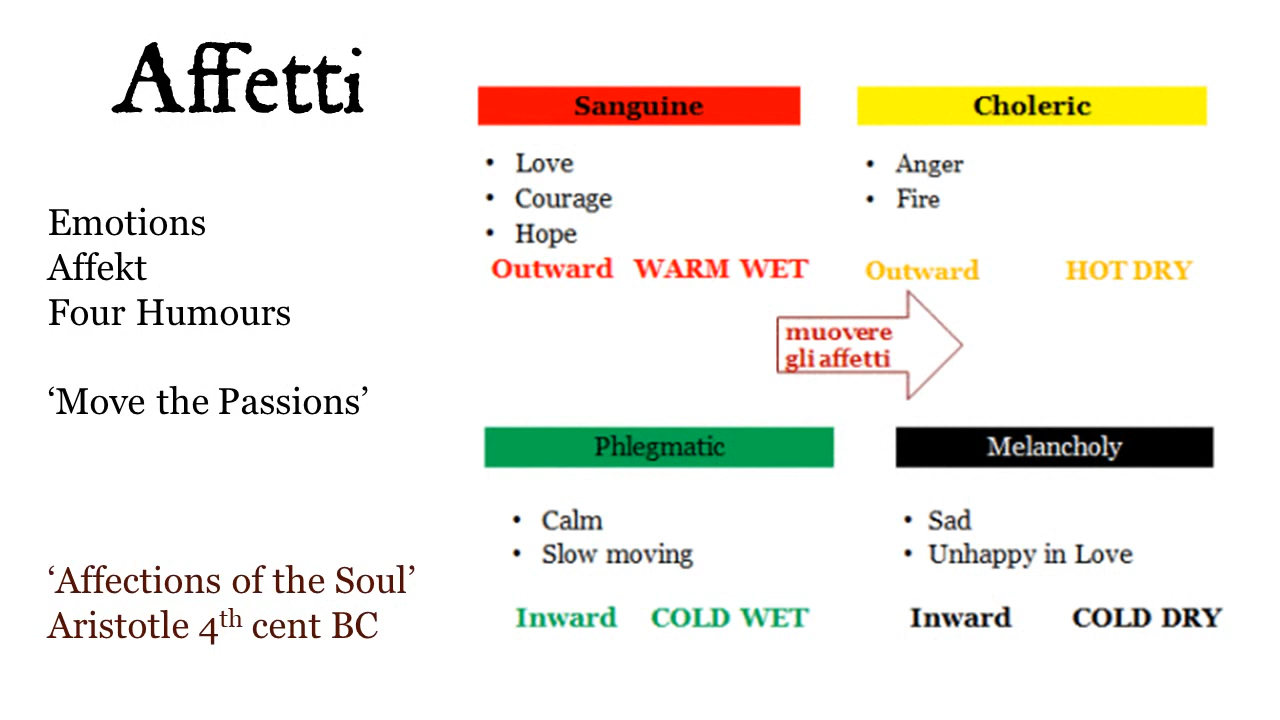 Affetti
Emotions
Affekt
Four Humours
‘Move the Passions’
‘Affections of the Soul’
Aristotle 4th cent BC
Sanguine
• Love
• Courage
• Hope
Outward WARM WET
Choleric
• Anger
• Fire
Outward HOT DRY
muovere
gli affetti
Phlegmatic
• Calm
• Slow moving
Inward COLD WET
Melancholy
• Sad
• Unhappy in Love
Inward COLD DRY